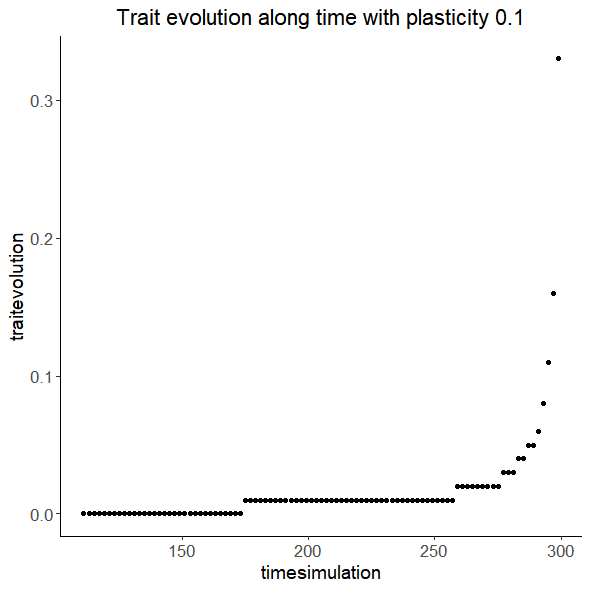 Trait evolution along time with plasticity 0.1
traitevolution
0.3
0.2
0.1
0.0
150 200 250 300
timesimulation